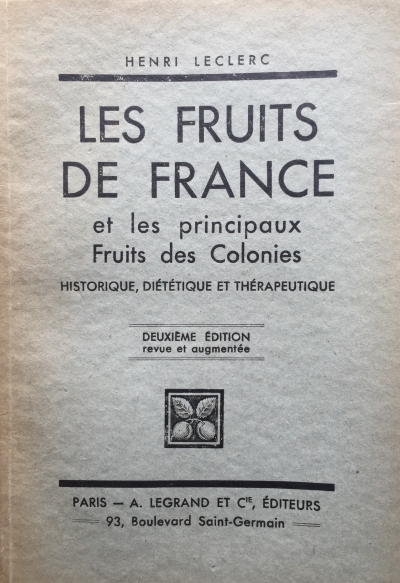 HENRI LECLERC
LES FRUITS
DE FRANCE
et les principaux
Fruits des Colonies
HISTORIQUE, DIÉTÉTIQUE ET THÉRAPEUTIQUE
DEUXIÈME ÉDITION
revue et augmentée
PARIS — A. LEGRAND ET CIE, ÉDITEURS
93, Boulevard Saint-Germain